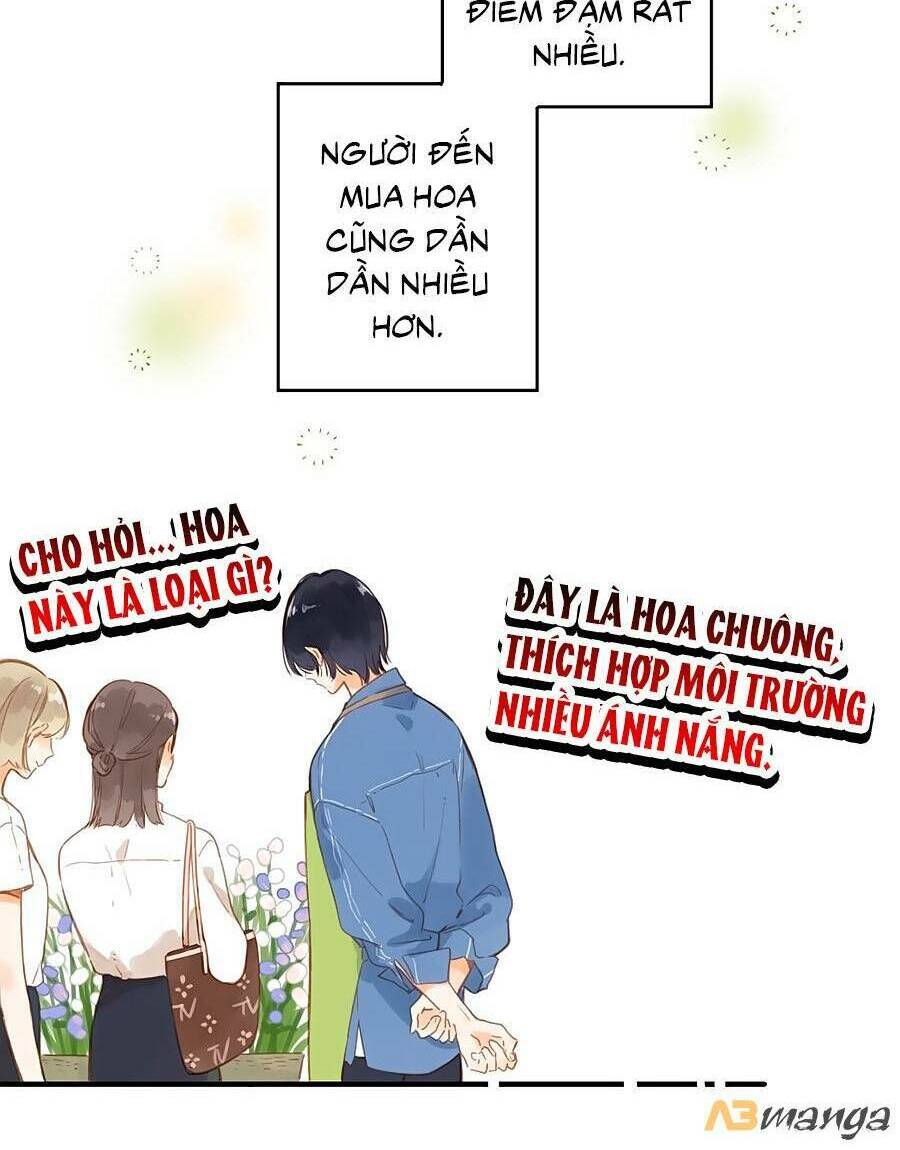 ĐIỂM ĐẬM RẤT
NHIỀU.
NGƯỜI ĐẾN
MUA HOA
CŨNG DẦN
DẦN NHIỀU
HƠN.
CHO HỎI... HOA
NÀY LÀ LOẠI GÌ?
ĐÂY LÀ HOA CHUÔNG,
THÍCH HỢP MÔI TRƯỜNG
NHIỀU ÁNH NẮNG.
A3manga